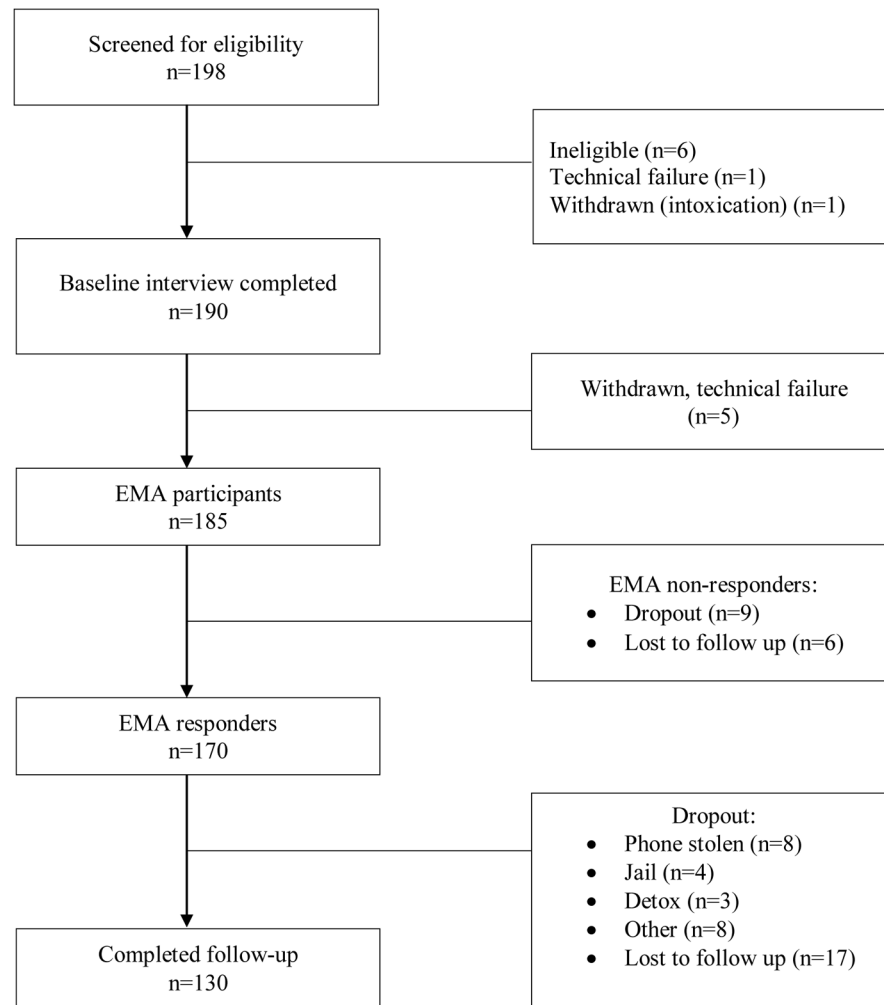 Screened for eligibility
n=198
Ineligible (n=6)
Technical failure (n=1)
Withdrawn (intoxication) (n=1)
Baseline interview completed
n=190
Withdrawn, technical failure
(n=5)
EMA participants
n=185
EMA non-responders:
• Dropout (n=9)
• Lost to follow up (n=6)
EMA responders
n=170
Dropout:
• Phone stolen (n=8)
• Jail (n=4)
• Detox (n=3)
• Other (n=8)
• Lost to follow up (n=17)
Completed follow-up
n=130